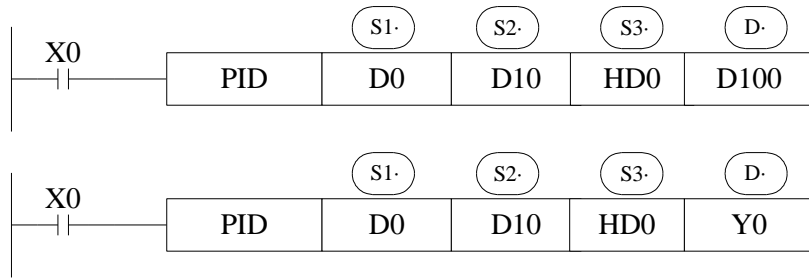 S1· S2· S3· D·
X0
PID D0 D10 HD0 D100
S1· S2· S3· D·
X0
PID D0 D10 HD0 Y0